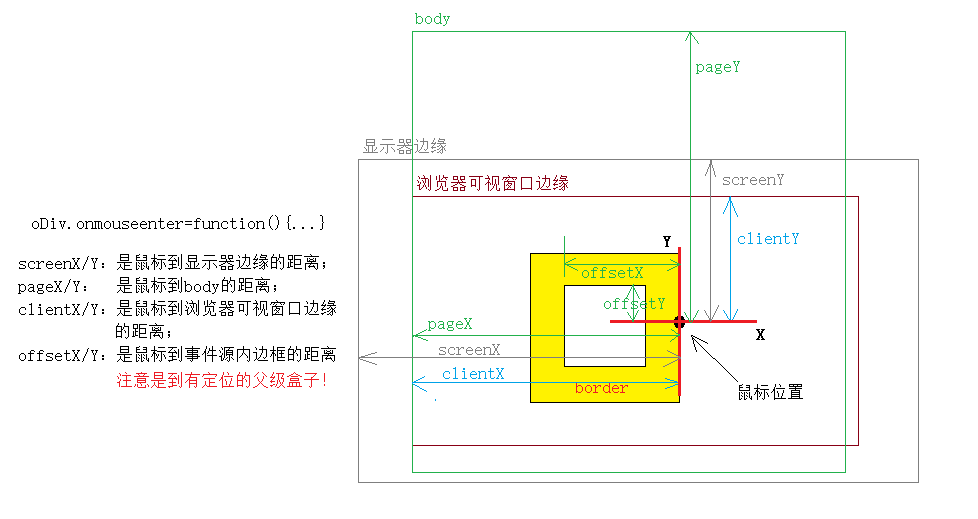 body
pageY
显示器边缘
screenY
浏览器可视窗口边缘
clientY
oDiv.onmouseenter=function(){...}
screenX/Y：是鼠标到显示器边缘的距离；
pageX/Y： 是鼠标到body的距离；
clientX/Y：是鼠标到浏览器可视窗口边缘
的距离；
offsetX/Y：是鼠标到事件源内边框的距离
注意是到有定位的父级盒子！
Y
offsetX
offsetY
pageX
X
screenX
clientX
border
鼠标位置